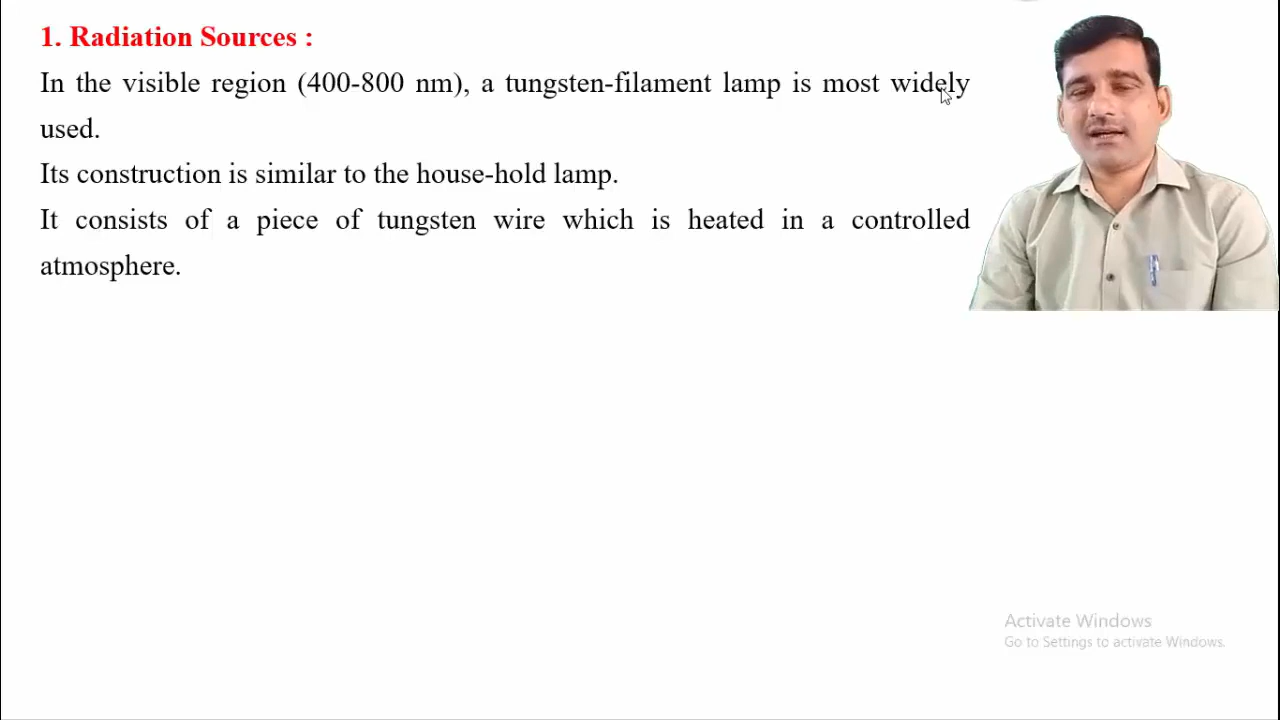 1. Radiation Sources :
In the visible region (400-800 nm), a tungsten-filament lamp is most widely
used.
Its construction is similar to the house-hold lamp.
It consists of a piece of tungsten wire which is heated in a controlled
atmosphere.
Activate Windows
Go to Settings to activate Windows.